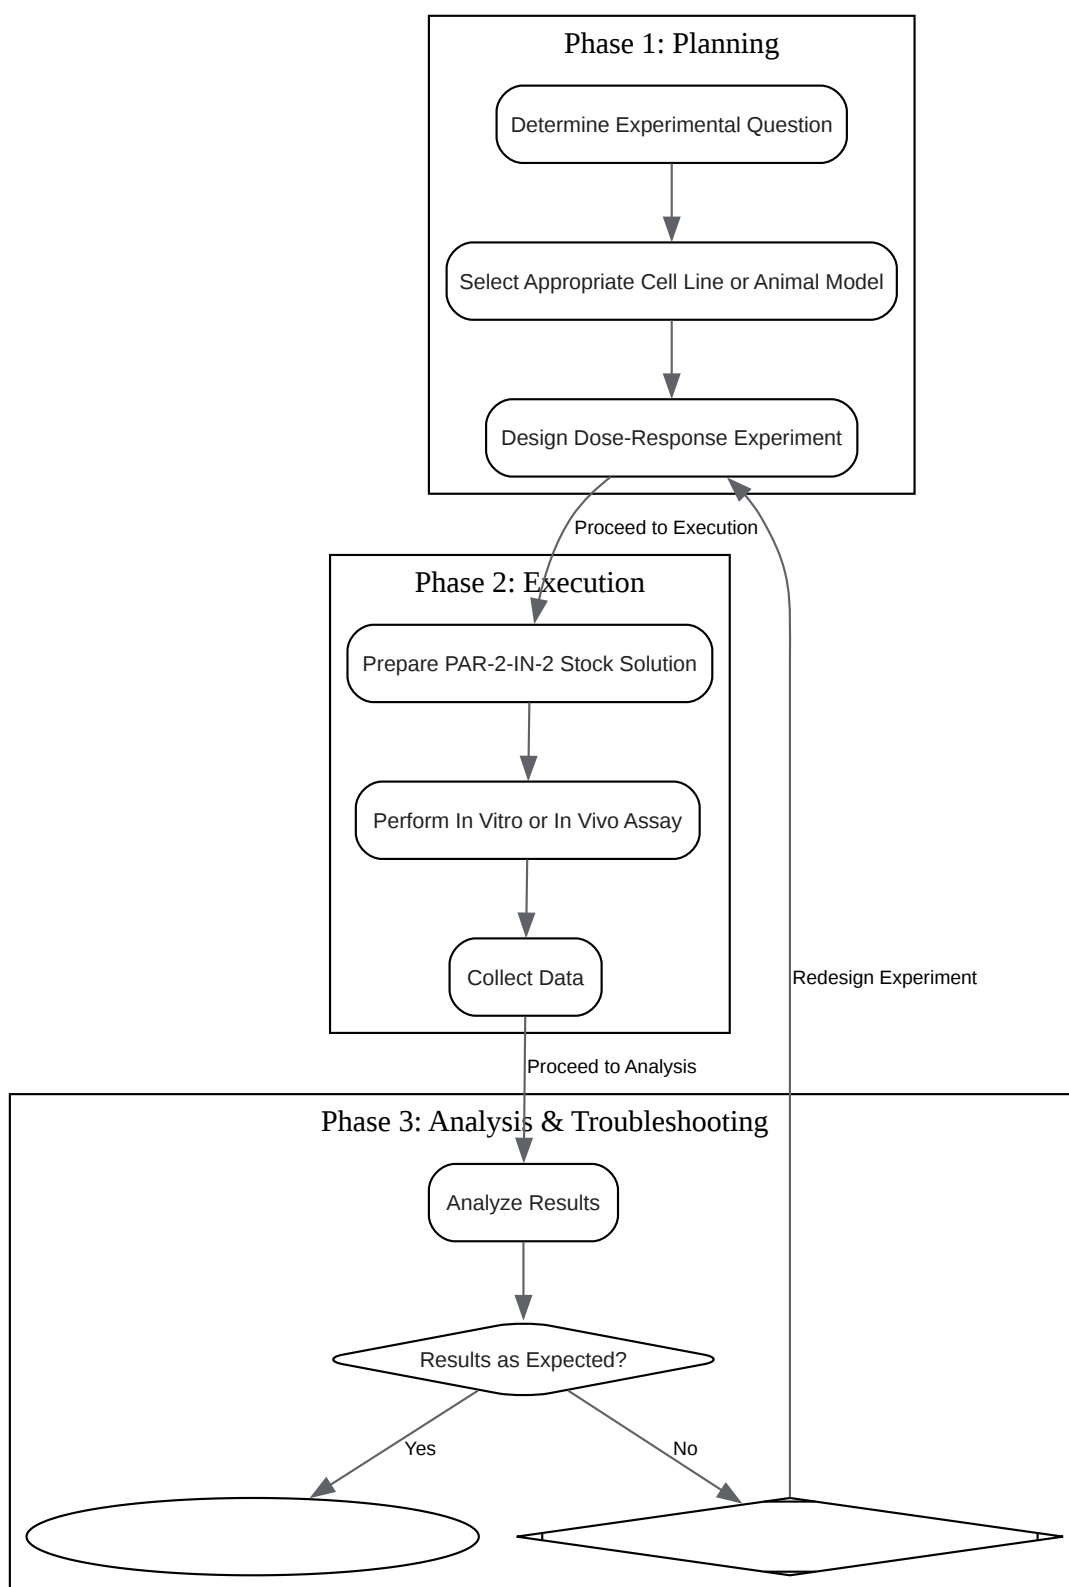 Phase 1: Planning
Determine Experimental Question
Select Appropriate Cell Line or Animal Model
Design Dose-Response Experiment
Proceed to Execution
Phase 2: Execution
Prepare PAR-2-IN-2 Stock Solution
Perform In Vitro or In Vivo Assay
Collect Data
Redesign Experiment
Proceed to Analysis
Phase 3: Analysis & Troubleshooting
Analyze Results
Results as Expected?
Yes
No